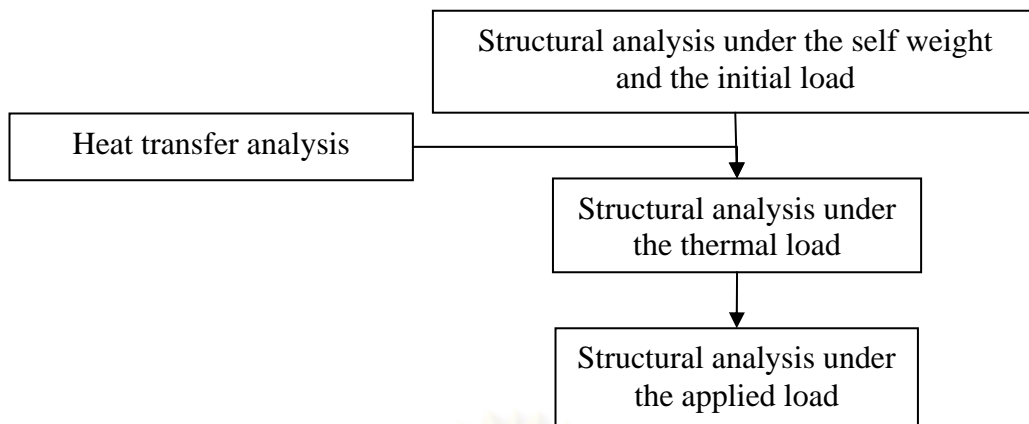 Structural analysis under the self weight
and the initial load
Heat transfer analysis
Structural analysis under
the thermal load
Structural analysis under
the applied load